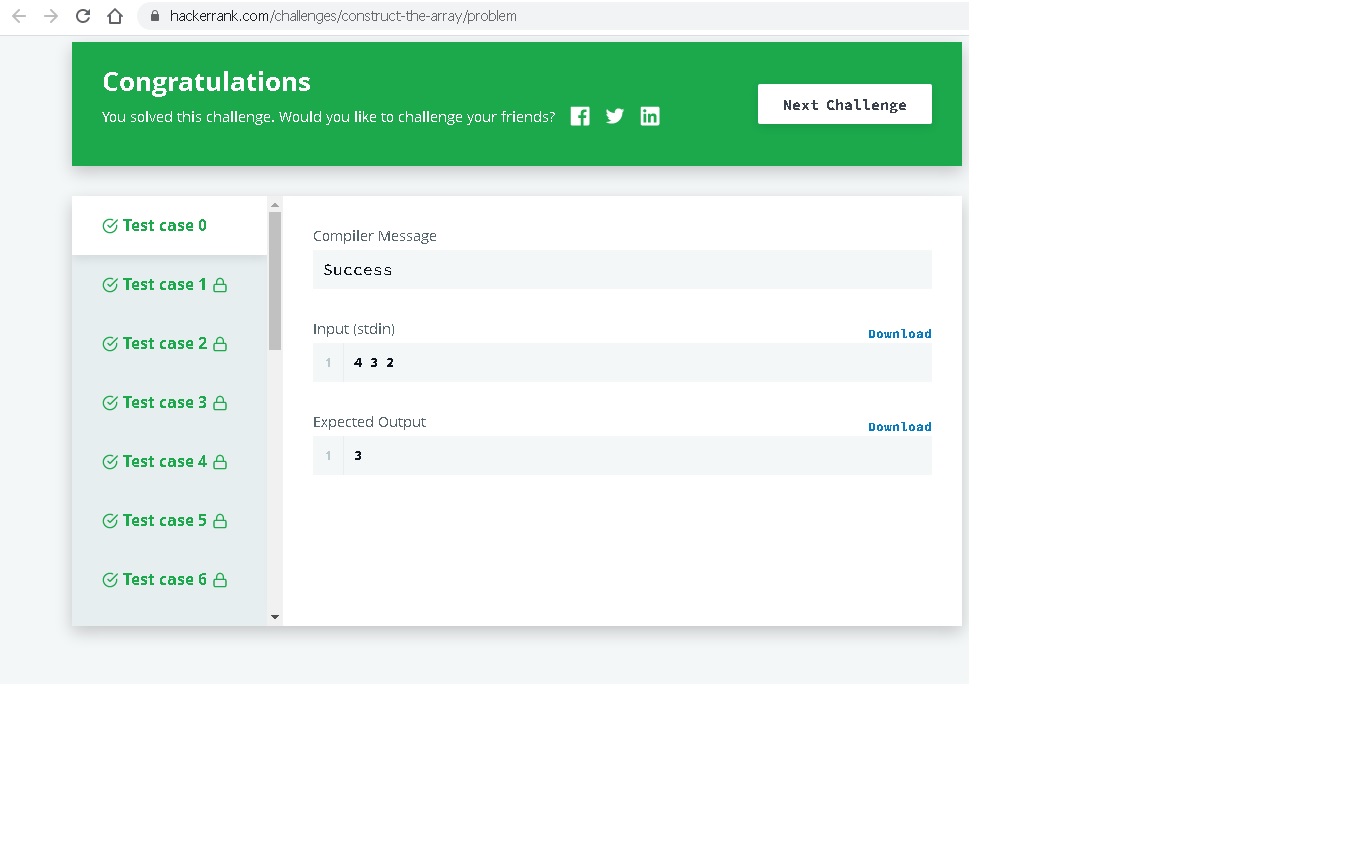 hackerrank.com/challenges/construct-the-array/problem
Congratulations
You solved this challenge. Would you like to challenge your friends?
Next Challenge
Test case 0
Test case 1
Test case 2
Test case 3
Test case 4
Test case 5
Test case 6
Compiler Message
Success
Input (stdin)
Download
1 4 3 2
Expected Output
Download
1 3